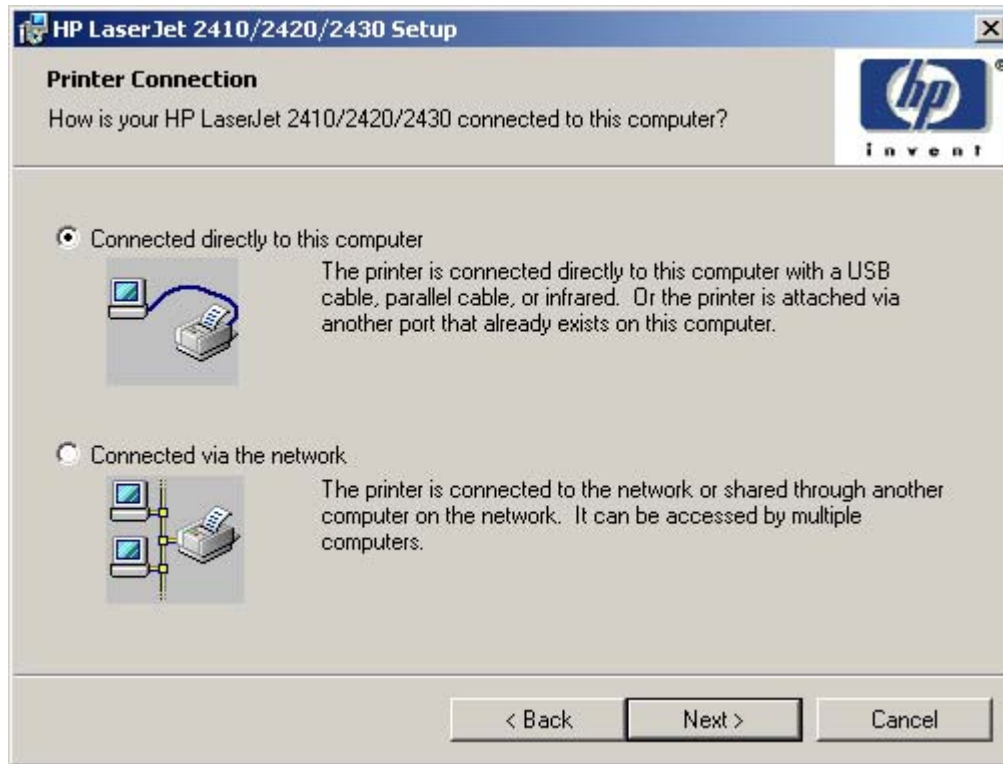 HP LaserJet 2410/2420/2430 Setup
Printer Connection
How is your HP LaserJet 2410/2420/2430 connected to this computer?
hp
®
invent
Connected directly to this computer
The printer is connected directly to this computer with a USB
cable, parallel cable, or infrared. Or the printer is attached via
another port that already exists on this computer.
Connected via the network
The printer is connected to the network or shared through another
computer on the network. It can be accessed by multiple
computers.
< Back
Next >
Cancel